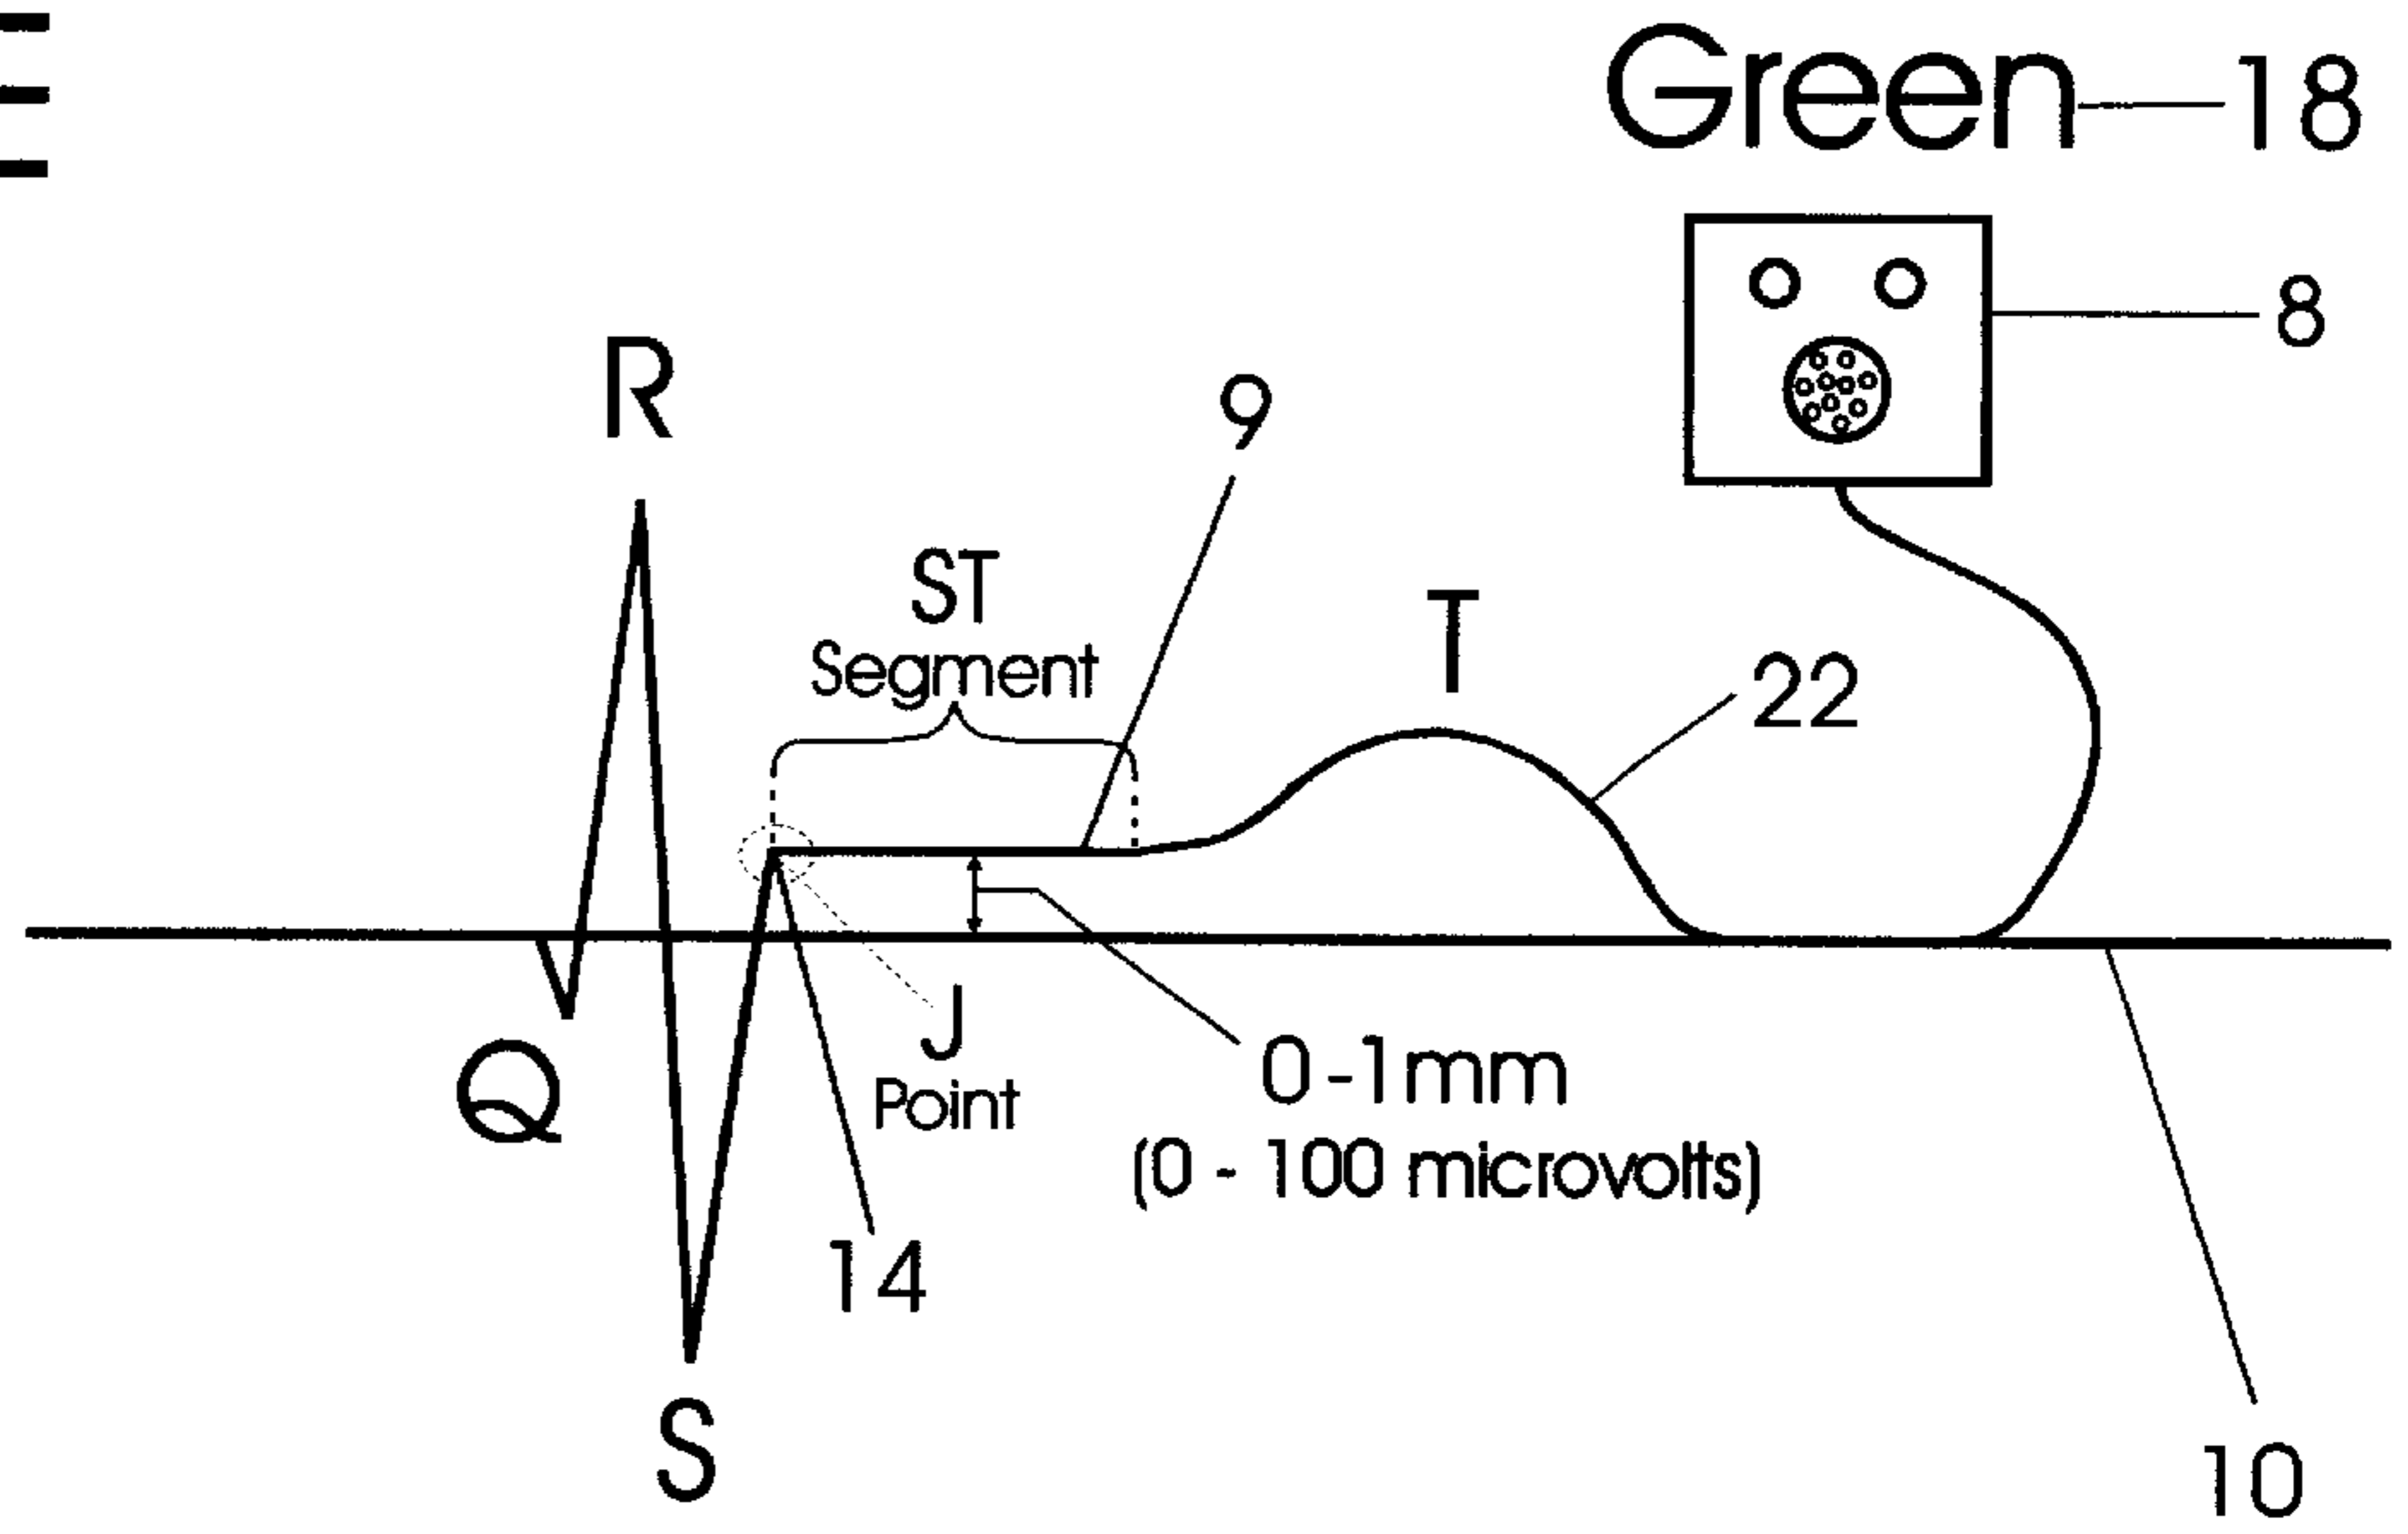 Green 18
8
R
9
ST
Segment
T
22
J
Point
Q
0-1mm
(0 - 100 microvolts)
14
S
10